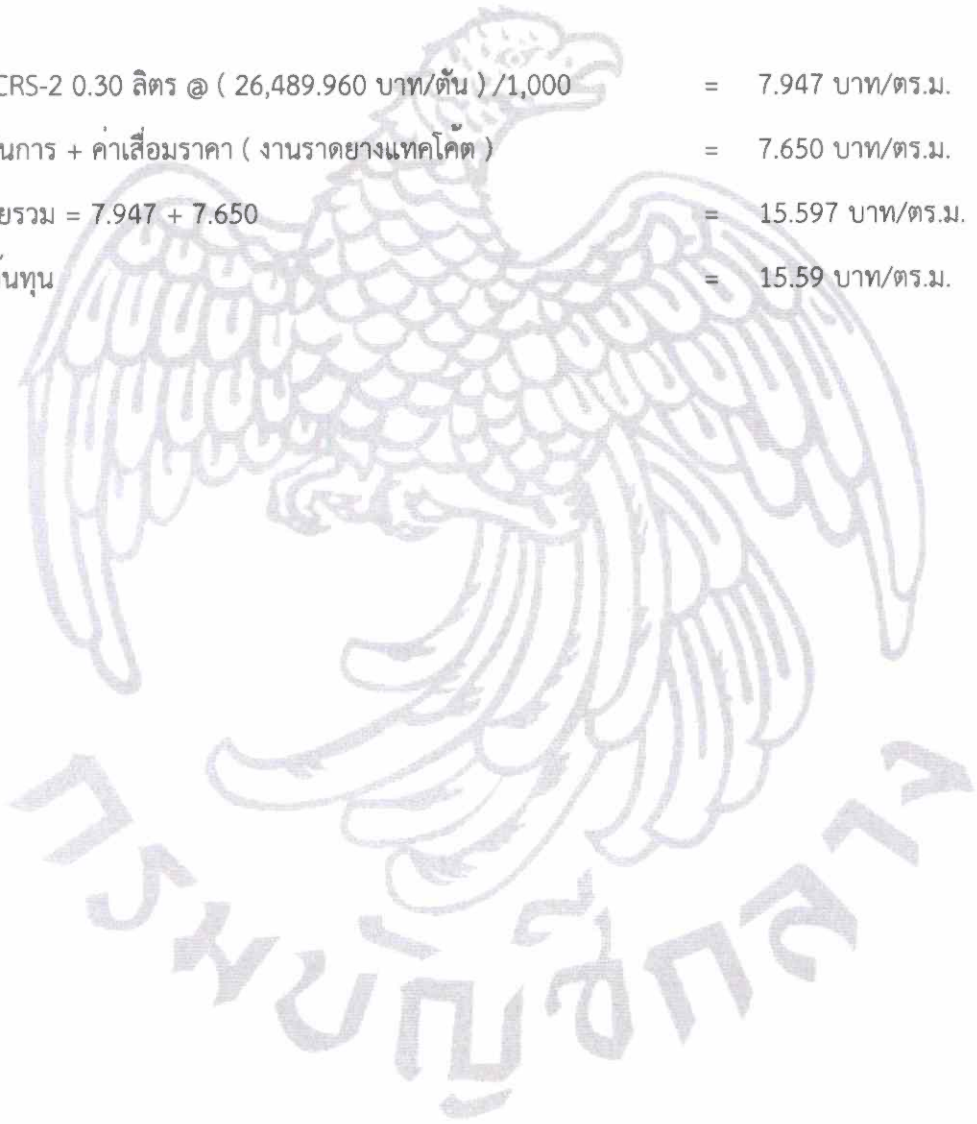 CRS-2 0.30 ลิตร @ ( 26,489.960 บาท/ตัน ) /1,000 = 7.947 บาท/ตร.ม.
นการ + ค่าเสื่อมราคา ( งานราดยางแทคโค้ต ) = 7.650 บาท/ตร.ม.
ยรวม = 7.947 + 7.650 = 15.597 บาท/ตร.ม.
้นทุน = 15.59 บาท/ตร.ม.
กรมบัญชีกลาง